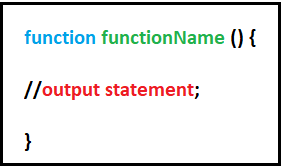 function functionName () {
//output statement;
}